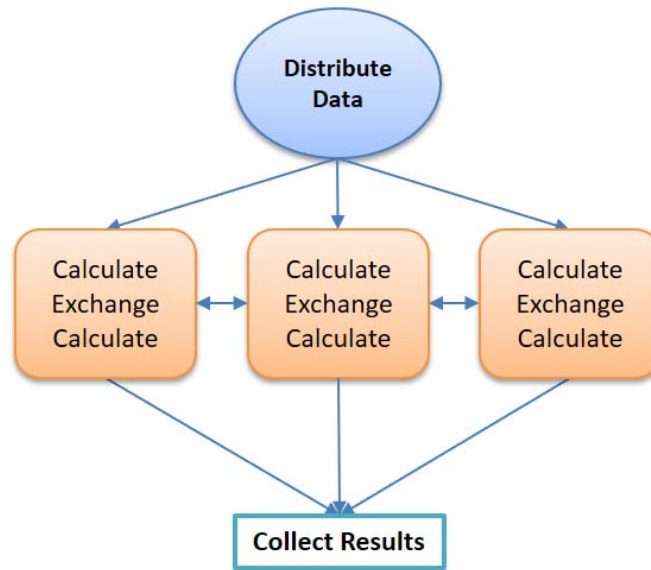 Distribute
Data
Calculate
Exchange
Calculate
Calculate
Exchange
Calculate
Calculate
Exchange
Calculate
Collect Results